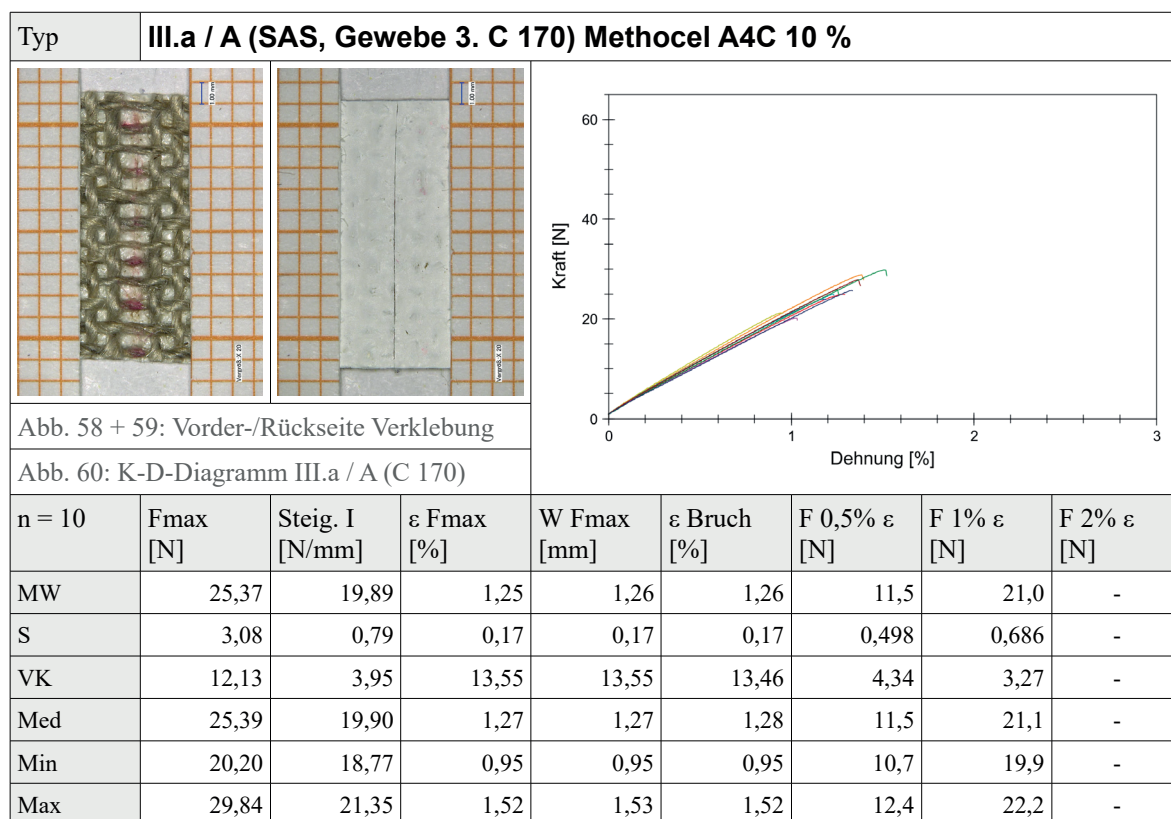 Typ III.a / A (SAS, Gewebe 3. C 170) Methocel A4C 10 %
1.00 mm
Vergröß. X 20
1.00 mm
Vergröß. X 20
Abb. 58 + 59: Vorder-/Rückseite Verklebung
Abb. 60: K-D-Diagramm III.a / A (C 170)
Kraft [N]
60
40
20
0
0 1 2 3
Dehnung [%]
n = 10 Fmax [N] Steig. I [N/mm] ε Fmax [%] W Fmax [mm] ε Bruch [%] F 0,5% ε [N] F 1% ε [N] F 2% ε [N]
MW 25,37 19,89 1,25 1,26 1,26 11,5 21,0 -
S 3,08 0,79 0,17 0,17 0,17 0,498 0,686 -
VK 12,13 3,95 13,55 13,55 13,46 4,34 3,27 -
Med 25,39 19,90 1,27 1,27 1,28 11,5 21,1 -
Min 20,20 18,77 0,95 0,95 0,95 10,7 19,9 -
Max 29,84 21,35 1,52 1,53 1,52 12,4 22,2 -